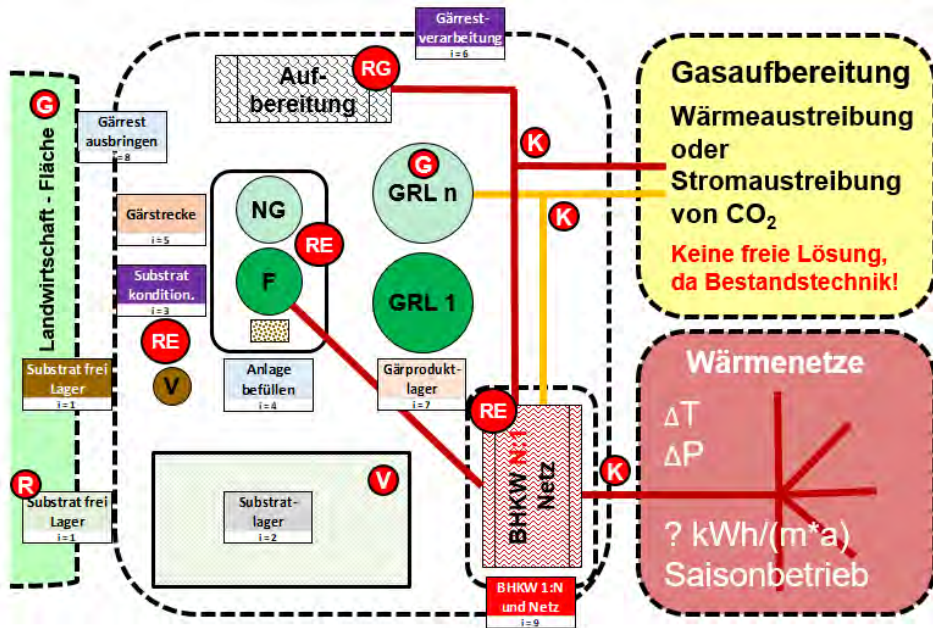 Gärrest-
verarbeitung
i = 6
Auf-
bereitung
RG
G
Landwirtschaft - Fläche
Gärrest
ausbringen
i = 8
Gärstrecke
i = 5
Substrat
kondition.
i = 3
RE
V
Substrat frei
Lager
i = 1
R
Substrat frei
Lager
i = 1
NG
RE
F
Anlage
befüllen
i = 4
G
GRL n
GRL 1
Gärprodukt-
lager
i = 7
V
Substrat-
lager
i = 2
K
K
RE
BHKW N:1
Netz
K
BHKW 1:N
und Netz
i = 9
Gasaufbereitung
Wärmeaustreibung
oder
Stromaustreibung
von CO₂
Keine freie Lösung,
da Bestandstechnik!
Wärmenetze
ΔT
ΔP
? kWh/(m*a)
Saisonbetrieb